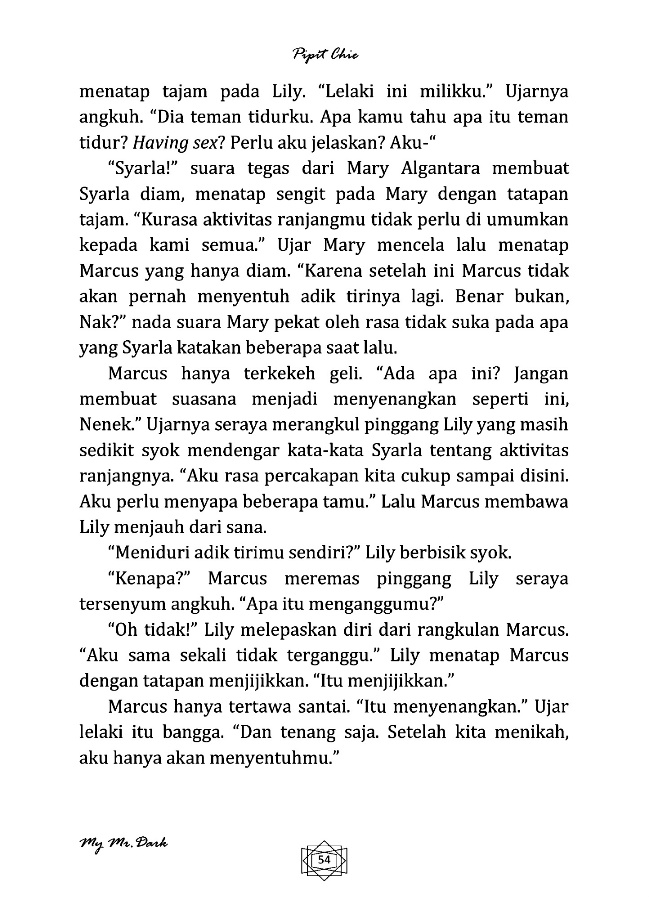 Pipit Chie
menatap tajam pada Lily. “Lelaki ini milikku.” Ujarnya
angkuh. “Dia teman tidurku. Apa kamu tahu apa itu teman
tidur? Having sex? Perlu aku jelaskan? Aku-“
“Syarla!” suara tegas dari Mary Algantara membuat
Syarla diam, menatap sengit pada Mary dengan tatapan
tajam. “Kurasa aktivitas ranjangmu tidak perlu di umumkan
kepada kami semua.” Ujar Mary mencela lalu menatap
Marcus yang hanya diam. “Karena setelah ini Marcus tidak
akan pernah menyentuh adik tirinya lagi. Benar bukan,
Nak?” nada suara Mary pekat oleh rasa tidak suka pada apa
yang Syarla katakan beberapa saat lalu.
Marcus hanya terkekeh geli. “Ada apa ini? Jangan
membuat suasana menjadi menyenangkan seperti ini,
Nenek.” Ujarnya seraya merangkul pinggang Lily yang masih
sedikit syok mendengar kata-kata Syarla tentang aktivitas
ranjangnya. “Aku rasa percakapan kita cukup sampai disini.
Aku perlu menyapa beberapa tamu.” Lalu Marcus membawa
Lily menjauh dari sana.
“Meniduri adik tirimu sendiri?” Lily berbisik syok.
“Kenapa?” Marcus meremas pinggang Lily seraya
tersenyum angkuh. “Apa itu menganggumu?”
“Oh tidak!” Lily melepaskan diri dari rangkulan Marcus.
“Aku sama sekali tidak terganggu.” Lily menatap Marcus
dengan tatapan menjijikkan. “Itu menjijikkan.”
Marcus hanya tertawa santai. “Itu menyenangkan.” Ujar
lelaki itu bangga. “Dan tenang saja. Setelah kita menikah,
aku hanya akan menyentuhmu.”
My Mr. Dark
54